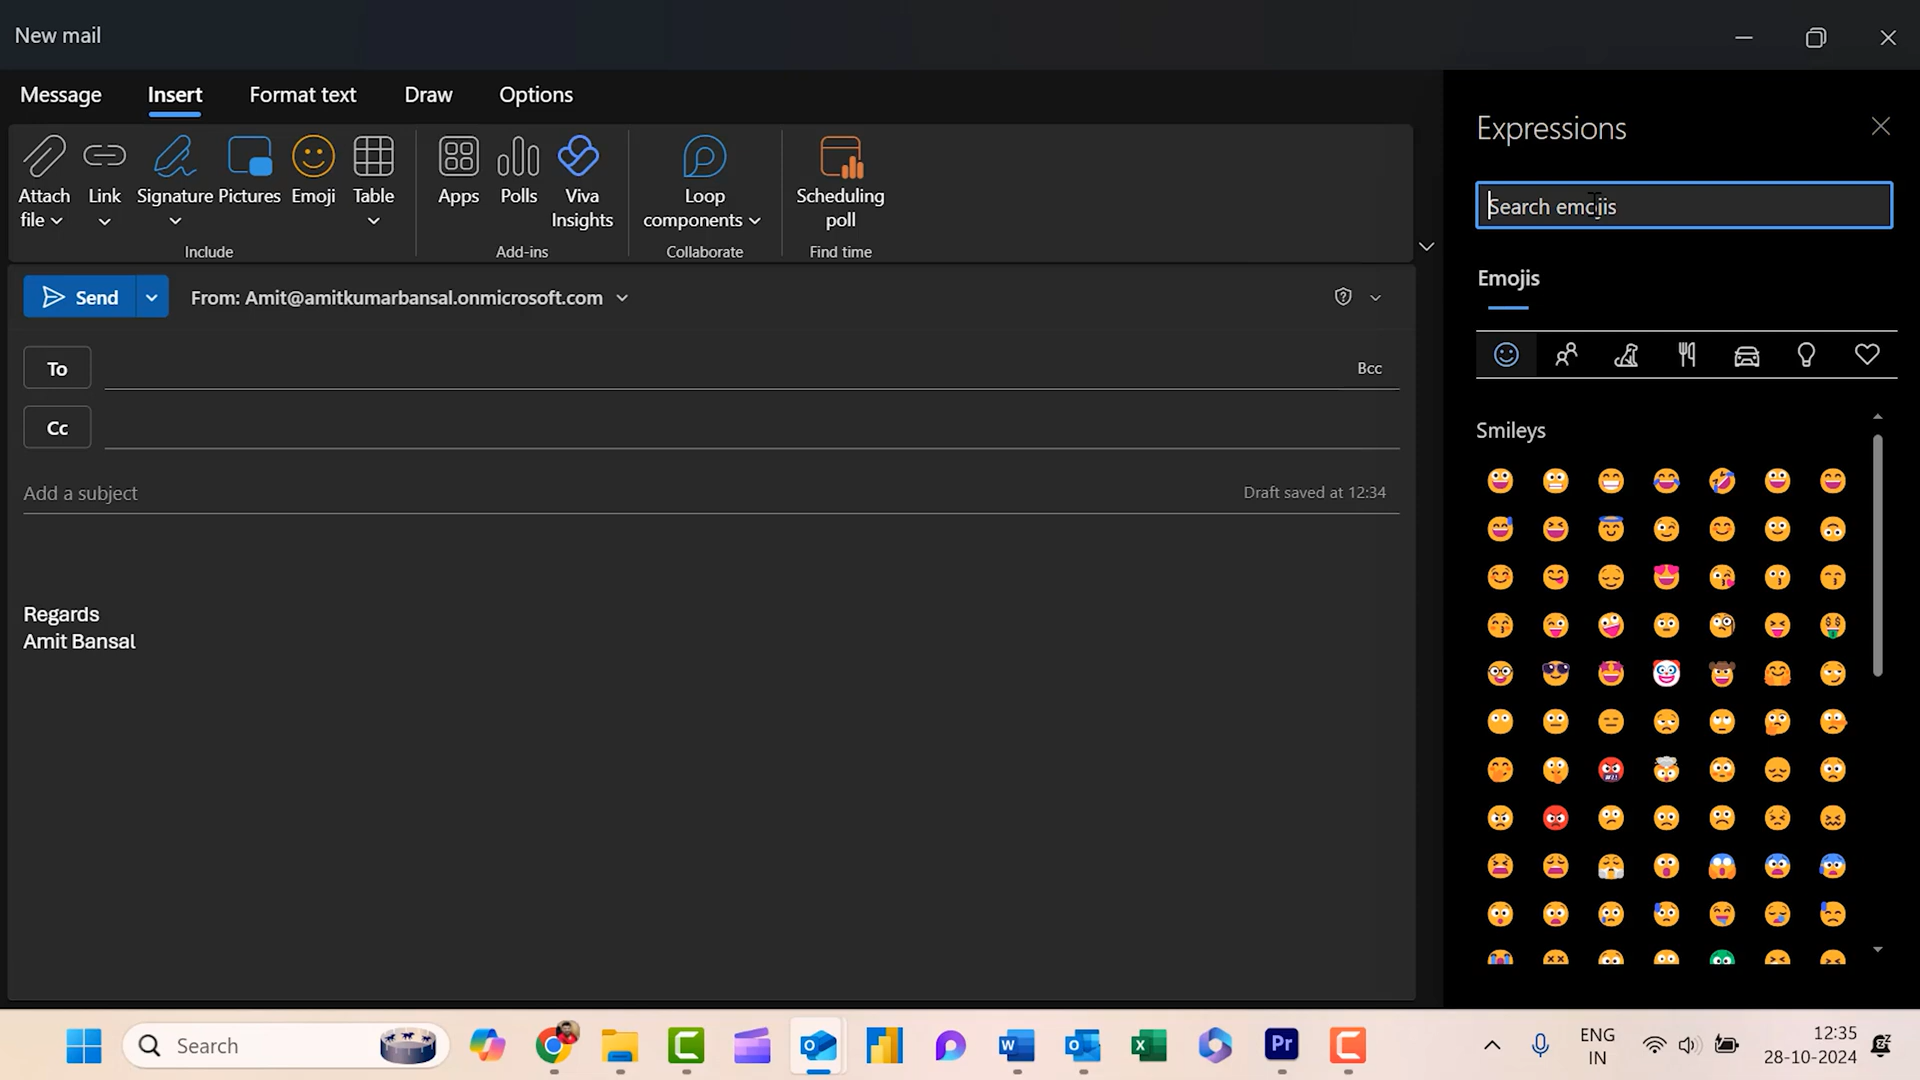 New mail
Message Insert Format text Draw Options
Attach file
Link
Signature
Pictures
Emoji
Table
Apps
Polls
Viva Insights
Loop components
Scheduling poll
Include
Add-ins
Collaborate
Find time
Send
From: Amit@amitkumarbansal.onmicrosoft.com
To
Bcc
Cc
Add a subject
Draft saved at 12:34
Regards
Amit Bansal
Expressions
Search emojis
Emojis
Smileys
Search
ENG
IN
12:35
28-10-2024